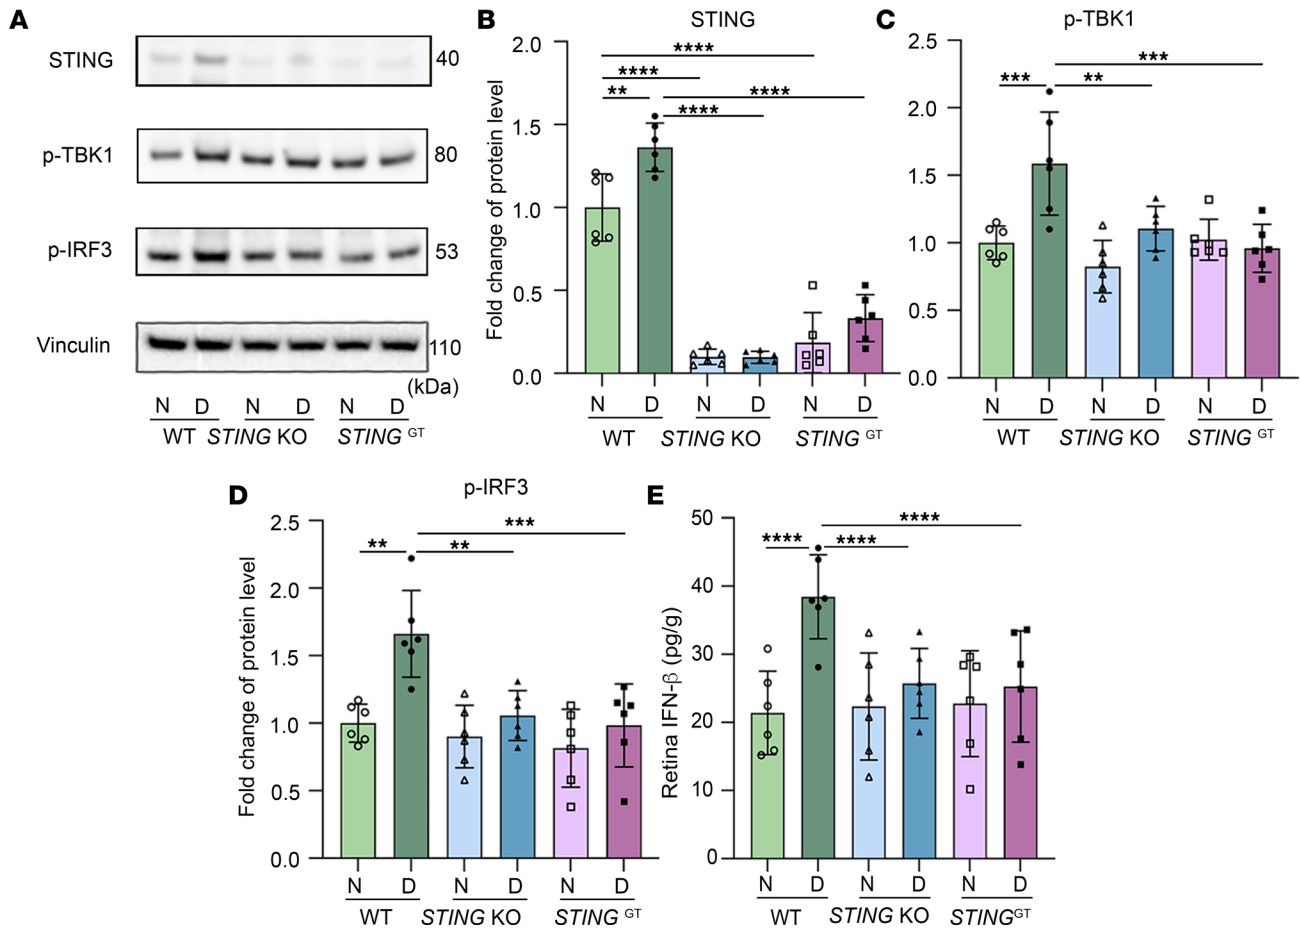 A
STING
40
p-TBK1
80
p-IRF3
53
Vinculin
110
(kDa)
N D N D N D
WT STING KO STING GT
B
STING
Fold change of protein level
2.0
1.5
1.0
0.5
0.0
****
****
**
****
****
N D N D N D
WT STING KO STING GT
C
p-TBK1
2.5
2.0
1.5
1.0
0.5
0.0
***
**
***
N D N D N D
WT STING KO STING GT
D
p-IRF3
Fold change of protein level
2.5
2.0
1.5
1.0
0.5
0.0
***
**
**
N D N D N D
WT STING KO STING GT
E
Retina IFN-β (pg/g)
50
40
30
20
10
0
****
****
****
N D N D N D
WT STING KO STINGGT